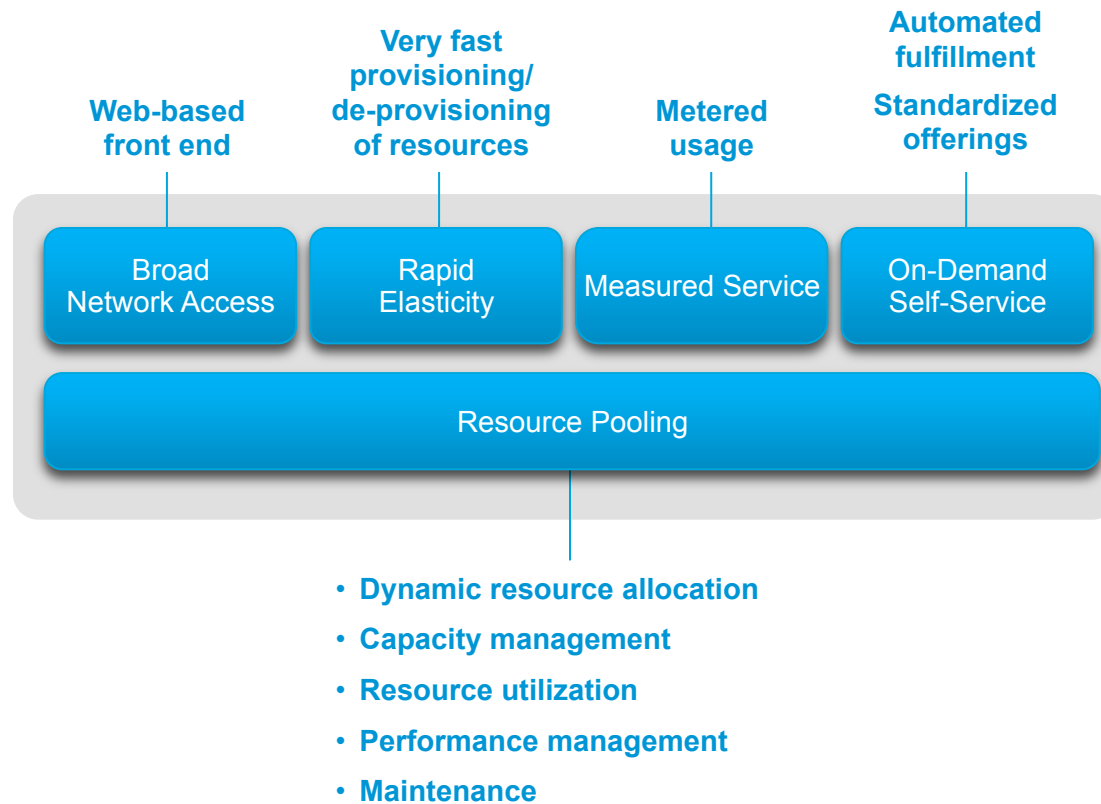 Web-based
front end
Very fast
provisioning/
de-provisioning
of resources
Metered
usage
Automated
fulfillment
Standardized
offerings
Broad
Network Access
Rapid
Elasticity
Measured Service
On-Demand
Self-Service
Resource Pooling
• Dynamic resource allocation
• Capacity management
• Resource utilization
• Performance management
• Maintenance